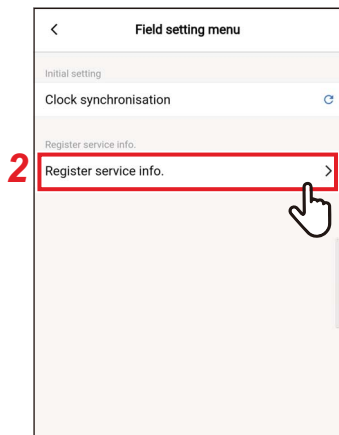 Field setting menu
Initial setting
Clock synchronisation
Register service info.
2
Register service info.